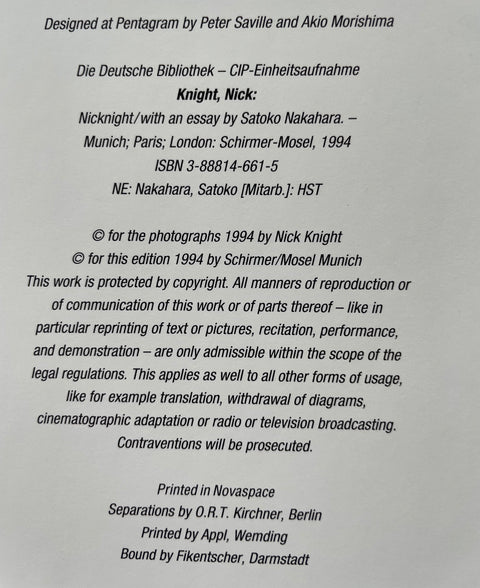 Designed at Pentagram by Peter Saville and Akio Morishima
Die Deutsche Bibliothek – CIP-Einheitsaufnahme
Knight, Nick:
Nicknight/with an essay by Satoko Nakahara. –
Munich; Paris; London: Schirmer-Mosel, 1994
ISBN 3-88814-661-5
NE: Nakahara, Satoko [Mitarb.]: HST
© for the photographs 1994 by Nick Knight
© for this edition 1994 by Schirmer/Mosel Munich
This work is protected by copyright. All manners of reproduction or
of communication of this work or of parts thereof – like in
particular reprinting of text or pictures, recitation, performance,
and demonstration – are only admissible within the scope of the
legal regulations. This applies as well to all other forms of usage,
like for example translation, withdrawal of diagrams,
cinematographic adaptation or radio or television broadcasting.
Contraventions will be prosecuted.
Printed in Novaspace
Separations by O.R.T. Kirchner, Berlin
Printed by Appl, Wemding
Bound by Fikentscher, Darmstadt